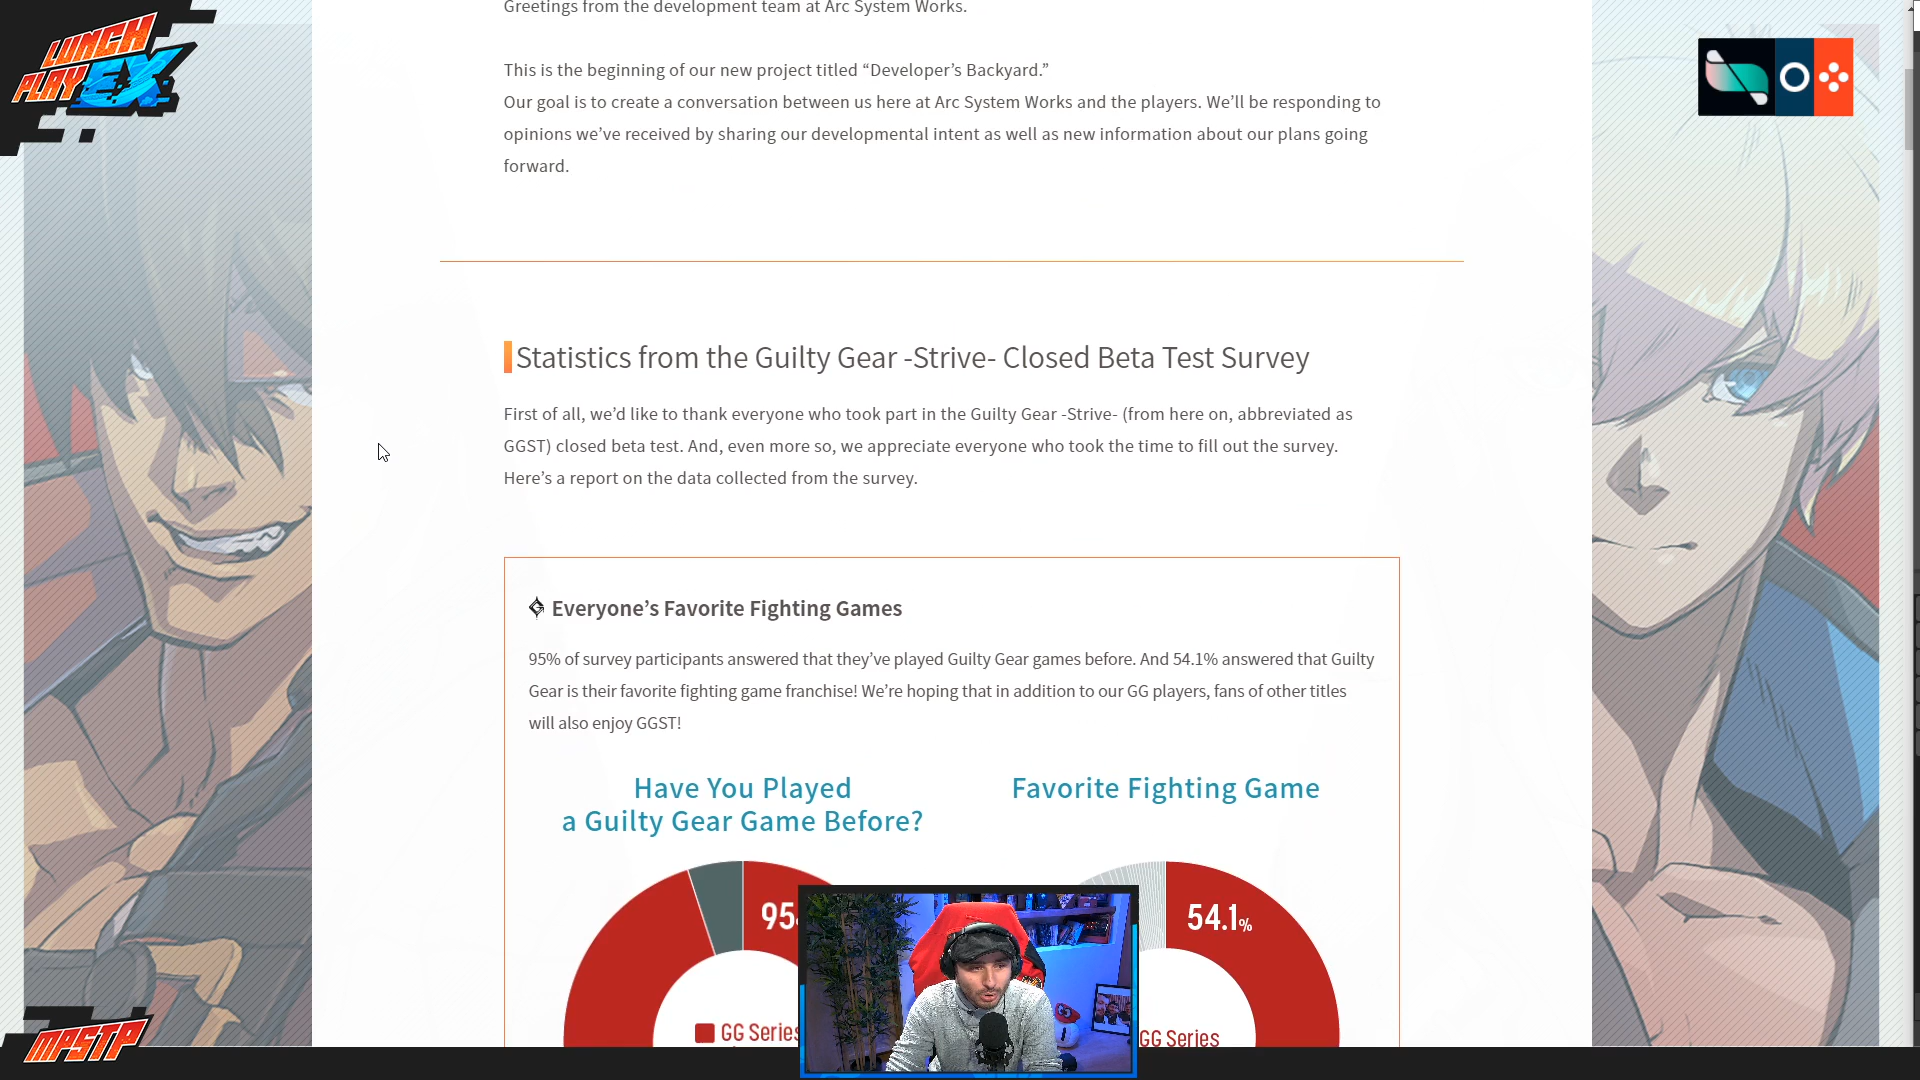 Greetings from the development team at Arc System Works.
LUNCH
PLAY EX
This is the beginning of our new project titled “Developer’s Backyard.”
Our goal is to create a conversation between us here at Arc System Works and the players. We’ll be responding to
opinions we’ve received by sharing our developmental intent as well as new information about our plans going
forward.
Statistics from the Guilty Gear -Strive- Closed Beta Test Survey
First of all, we’d like to thank everyone who took part in the Guilty Gear -Strive- (from here on, abbreviated as
GGST) closed beta test. And, even more so, we appreciate everyone who took the time to fill out the survey.
Here’s a report on the data collected from the survey.
Everyone’s Favorite Fighting Games
95% of survey participants answered that they’ve played Guilty Gear games before. And 54.1% answered that Guilty
Gear is their favorite fighting game franchise! We’re hoping that in addition to our GG players, fans of other titles
will also enjoy GGST!
Have You Played
a Guilty Gear Game Before?
Favorite Fighting Game
95
54.1%
GG Series
GG Series
MPSTP